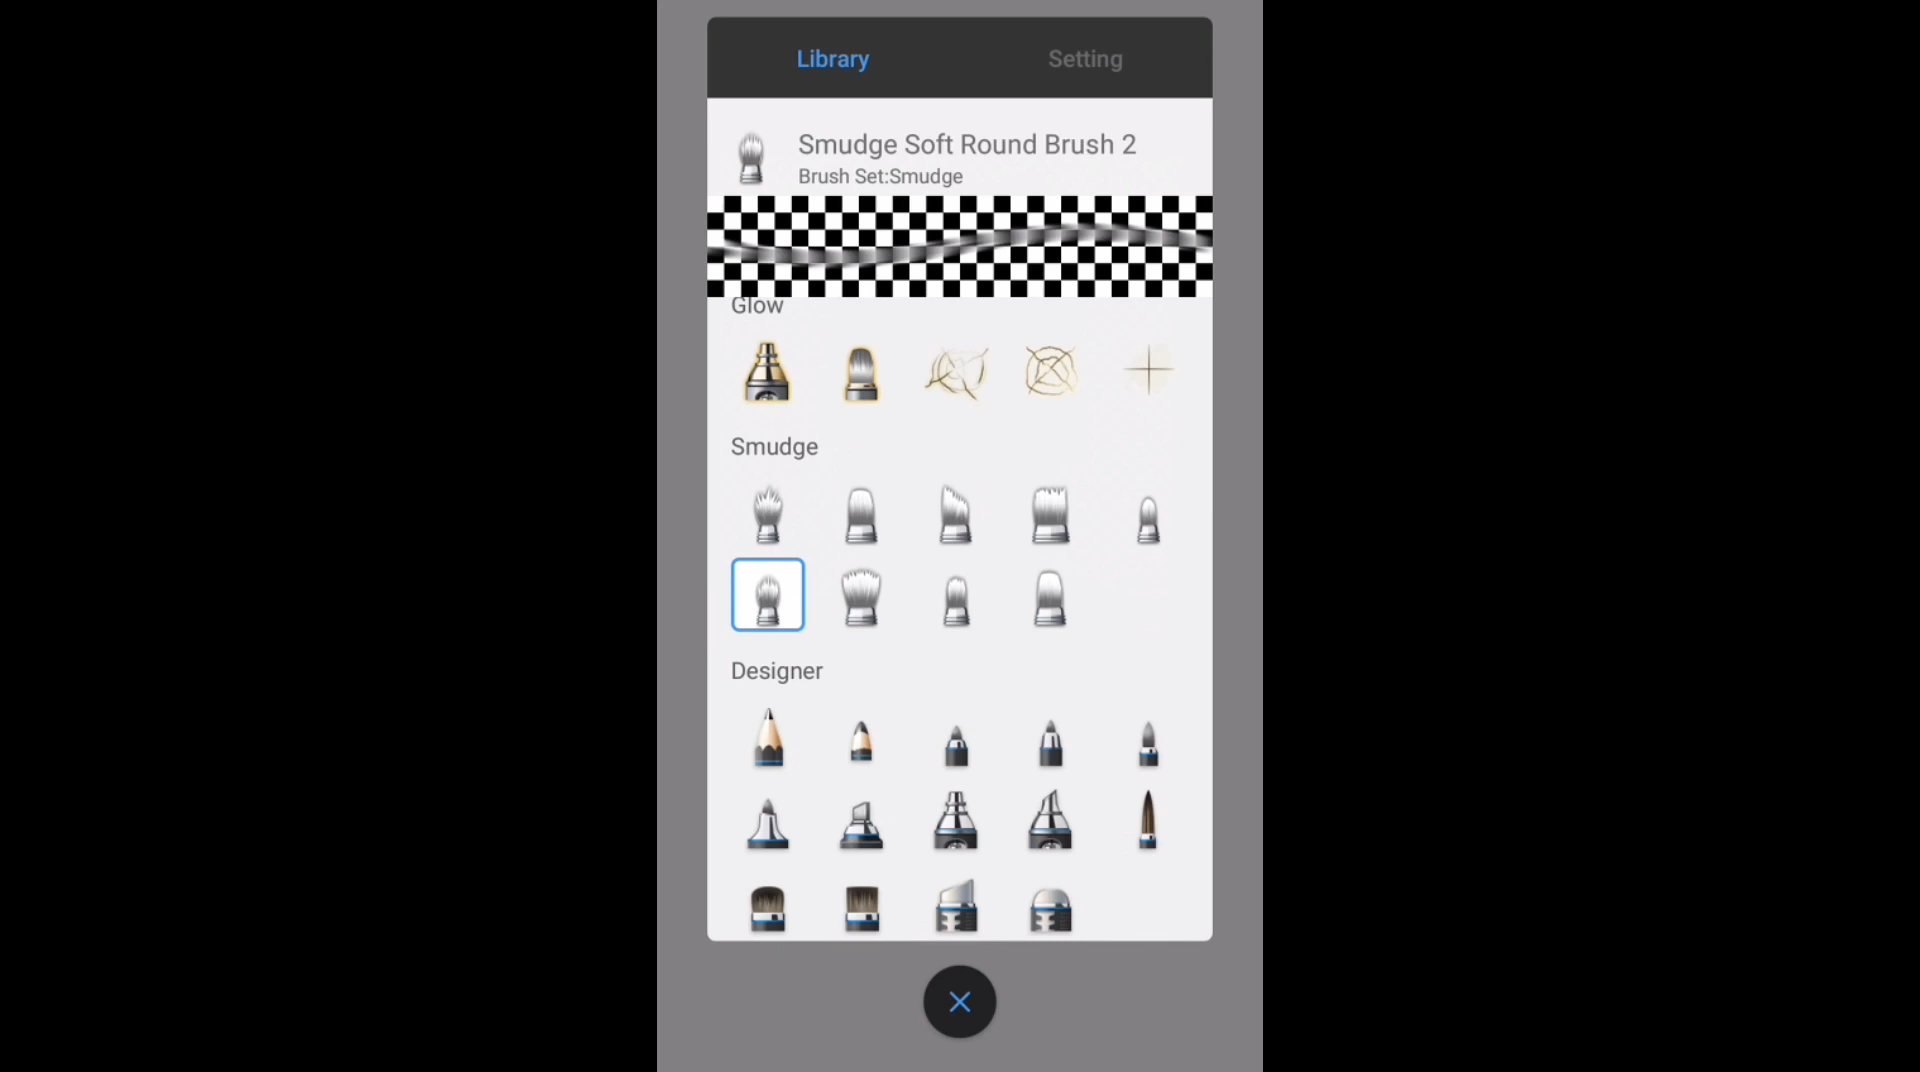 Library
Setting
Smudge Soft Round Brush 2
Brush Set:Smudge
Glow
Smudge
Designer